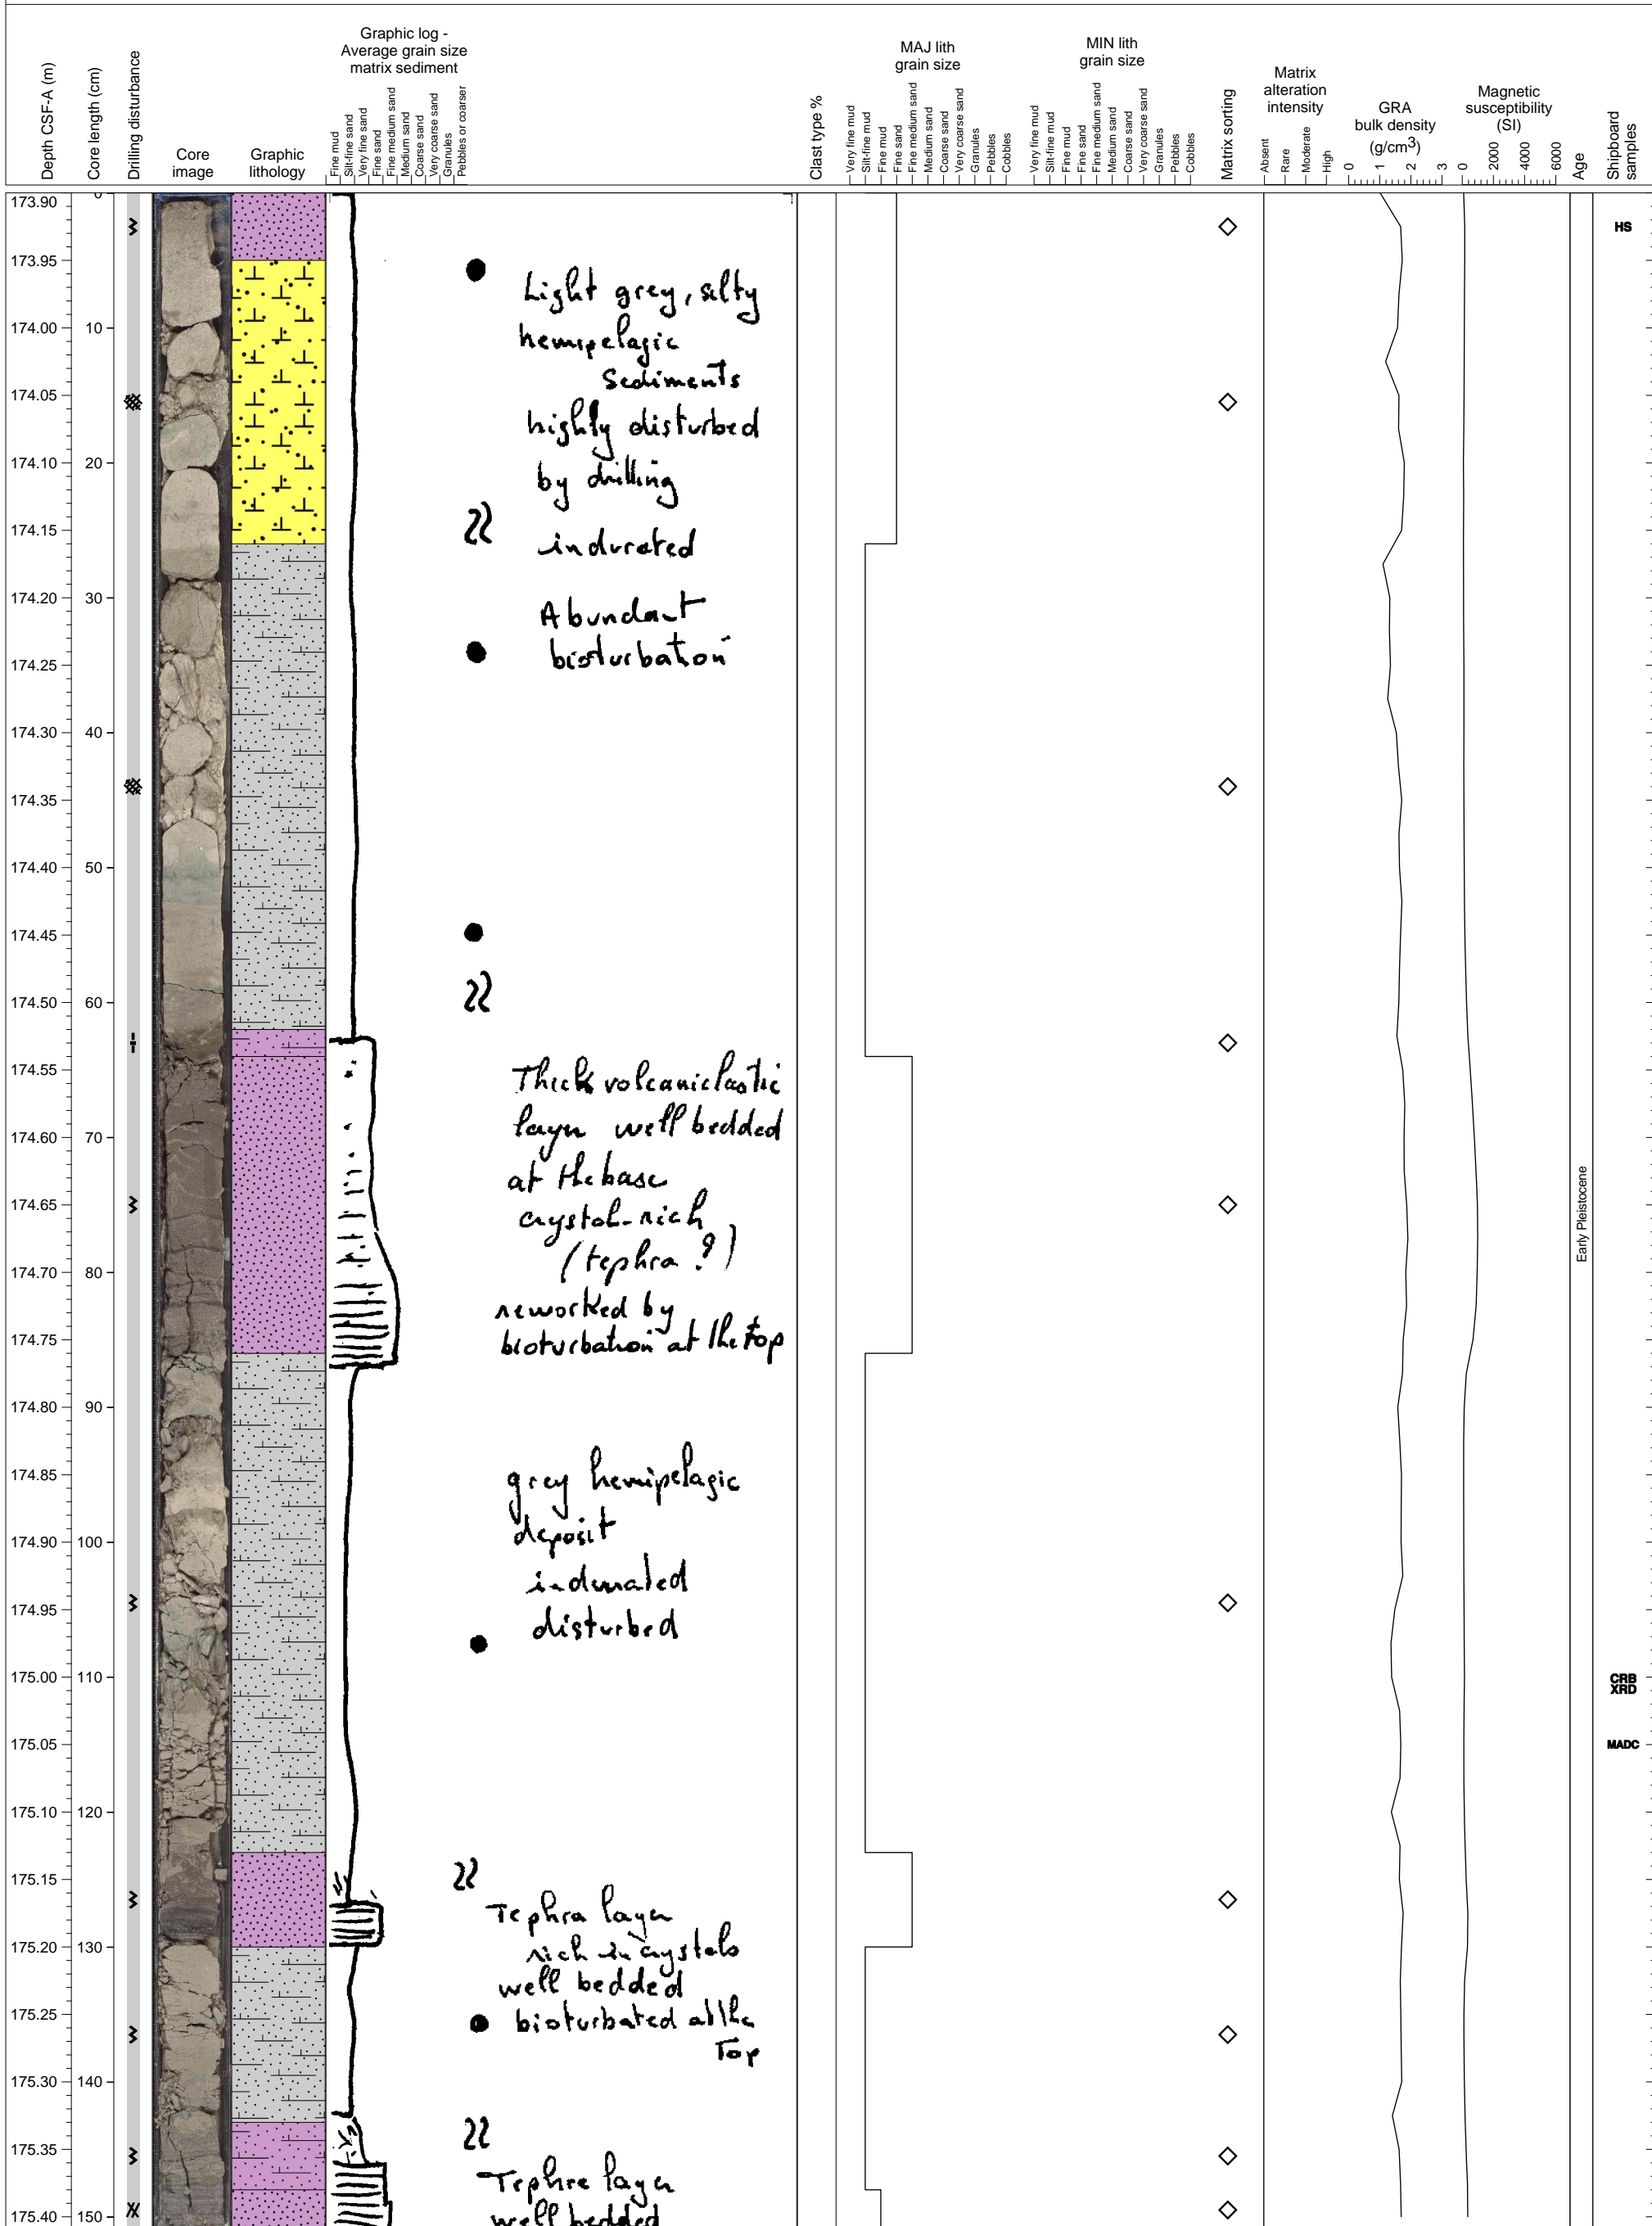 Depth CSF-A (m)
Core length (cm)
Drilling disturbance
Core
image
Graphic
lithology
Graphic log -
Average grain size
matrix sediment
Fine mud
Silt-fine sand
Very fine sand
Fine sand
Fine medium sand
Medium sand
Coarse sand
Very coarse sand
Granules
Pebbles or coarser
Clast type %
MAJ lith
grain size
Very fine mud
Silt-fine mud
Fine mud
Fine sand
Fine medium sand
Medium sand
Coarse sand
Very coarse sand
Granules
Pebbles
Cobbles
MIN lith
grain size
Very fine mud
Silt-fine mud
Fine mud
Fine sand
Fine medium sand
Medium sand
Coarse sand
Very coarse sand
Granules
Pebbles
Cobbles
Matrix sorting
Matrix
alteration
intensity
Absent
Rare
Moderate
High
GRA
bulk density
(g/cm3)
0 1 2 3
Magnetic
susceptibility
(SI)
0 2000 4000 6000
Age
Shipboard
samples
173.90
173.95
174.00
174.05
174.10
174.15
174.20
174.25
174.30
174.35
174.40
174.45
174.50
174.55
174.60
174.65
174.70
174.75
174.80
174.85
174.90
174.95
175.00
175.05
175.10
175.15
175.20
175.25
175.30
175.35
175.40
0
10
20
30
40
50
60
70
80
90
100
110
120
130
140
150
Light grey, silty
hemipelagic
Sediments
highly disturbed
by drilling
indurated
Abundant
bioturbation
Thick volcaniclastic
layer well bedded
at the base
crystal-rich
(tephra ?)
reworked by
bioturbation at the top
grey hemipelagic
deposit
indurated
disturbed
Tephra layer
rich in crystals
well bedded
bioturbated at the
Top
Tephra layer
well bedded
Early Pleistocene
HS
CRB
XRD
MADC